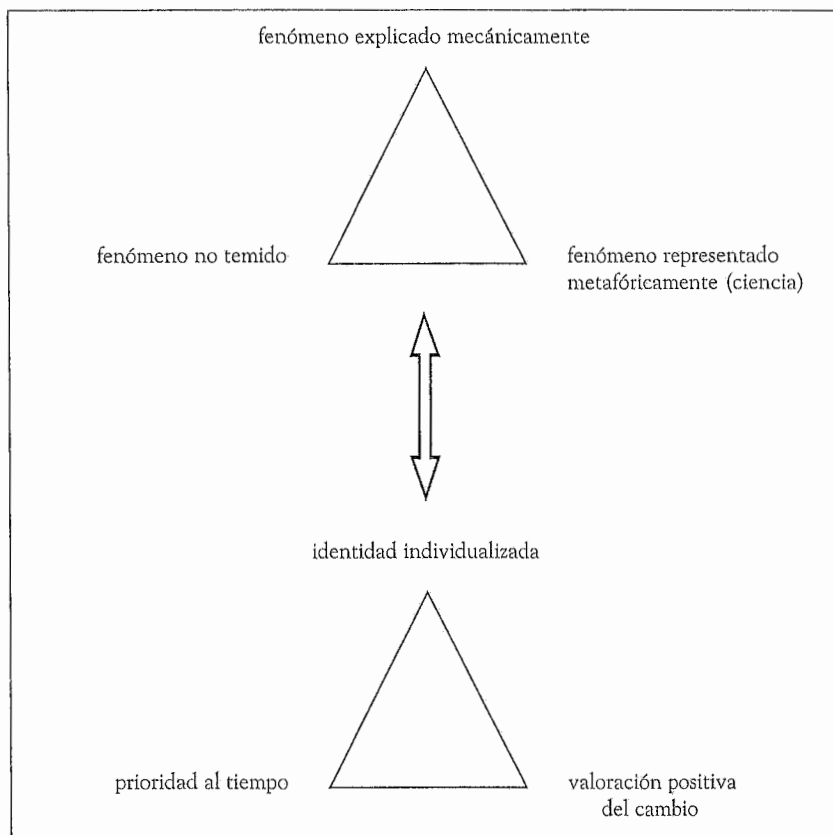 fenómeno explicado mecánicamente
fenómeno no temido
fenómeno representado
metafóricamente (ciencia)
identidad individualizada
prioridad al tiempo
valoración positiva
del cambio